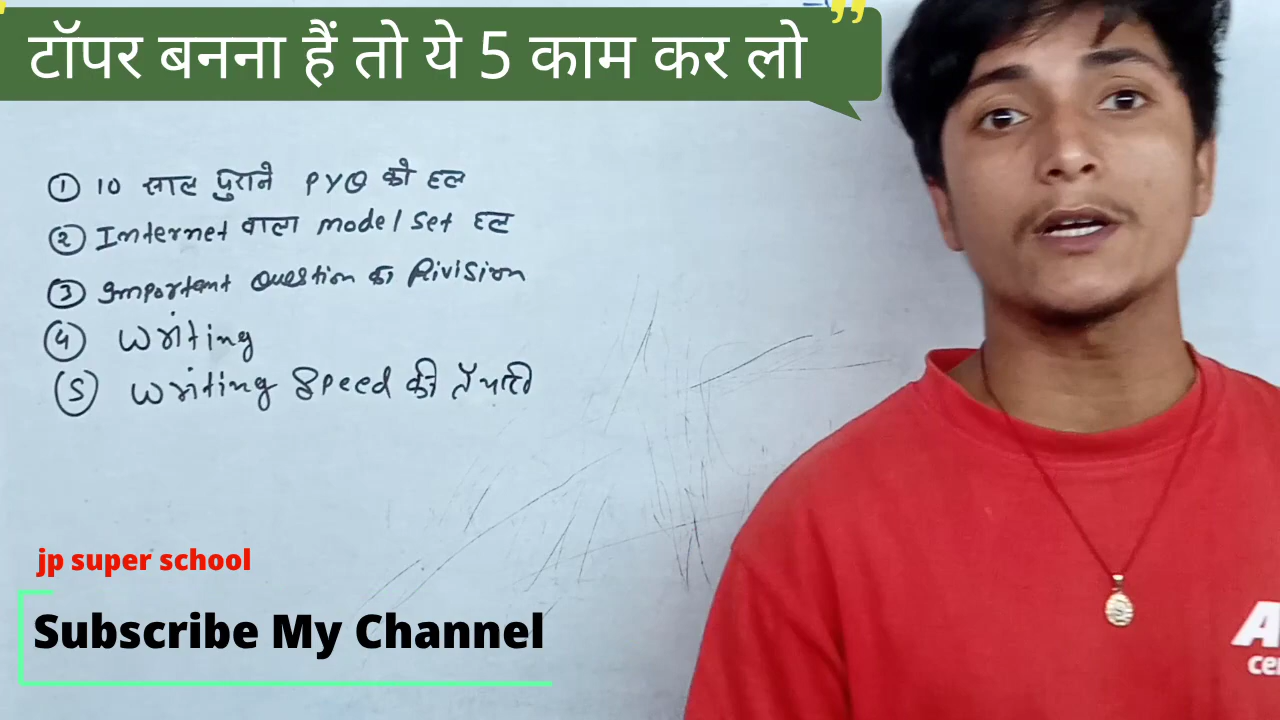 टॉपर बनना हैं तो ये 5 काम कर लो ”
① 10 साल पुराने PYQ को हल
② Internet वाला model set हल
③ Important Question का Rivision
④ writing
⑤ writing Speed की तैयारी
jp super school
Subscribe My Channel